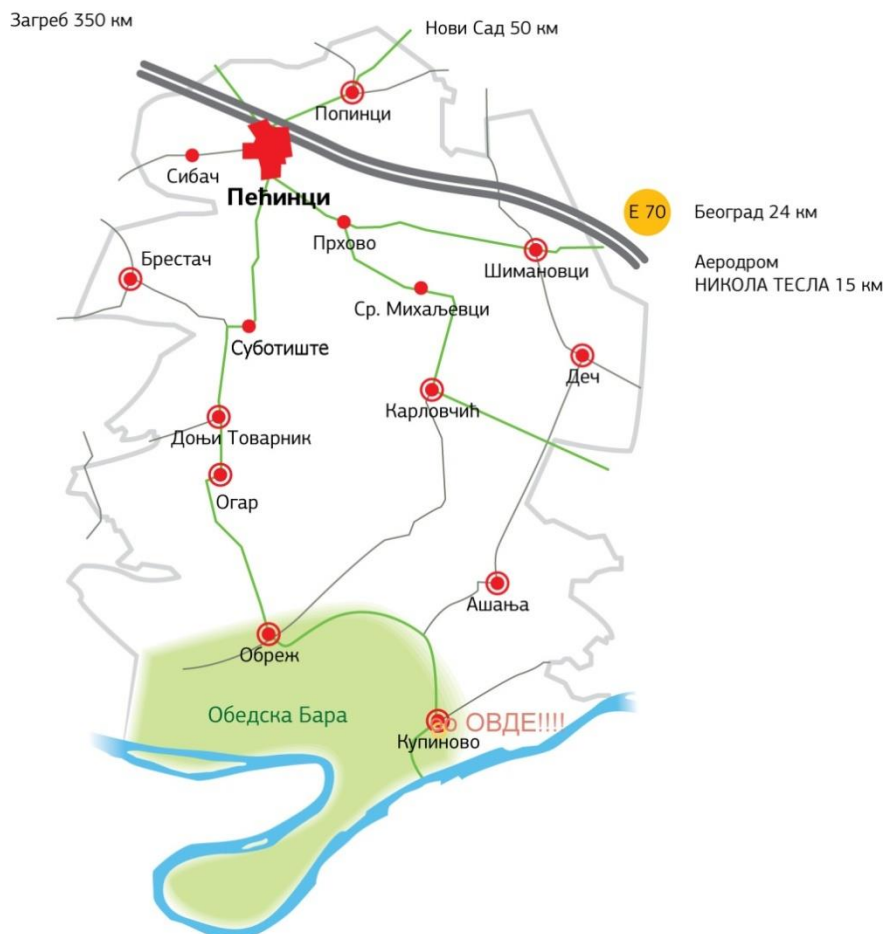 Загреб 350 км
Нови Сад 50 км
Попинци
Сибач
Пећинци
E 70
Београд 24 км
Прхово
Шимановци
Аеродром
НИКОЛА ТЕСЛА 15 км
Брестач
Ср. Михаљевци
Суботиште
Деч
Карловчић
Доњи Товарник
Огар
Ашања
Обреж
Обедска Бара
ОВДЕ!!!!
Купиново